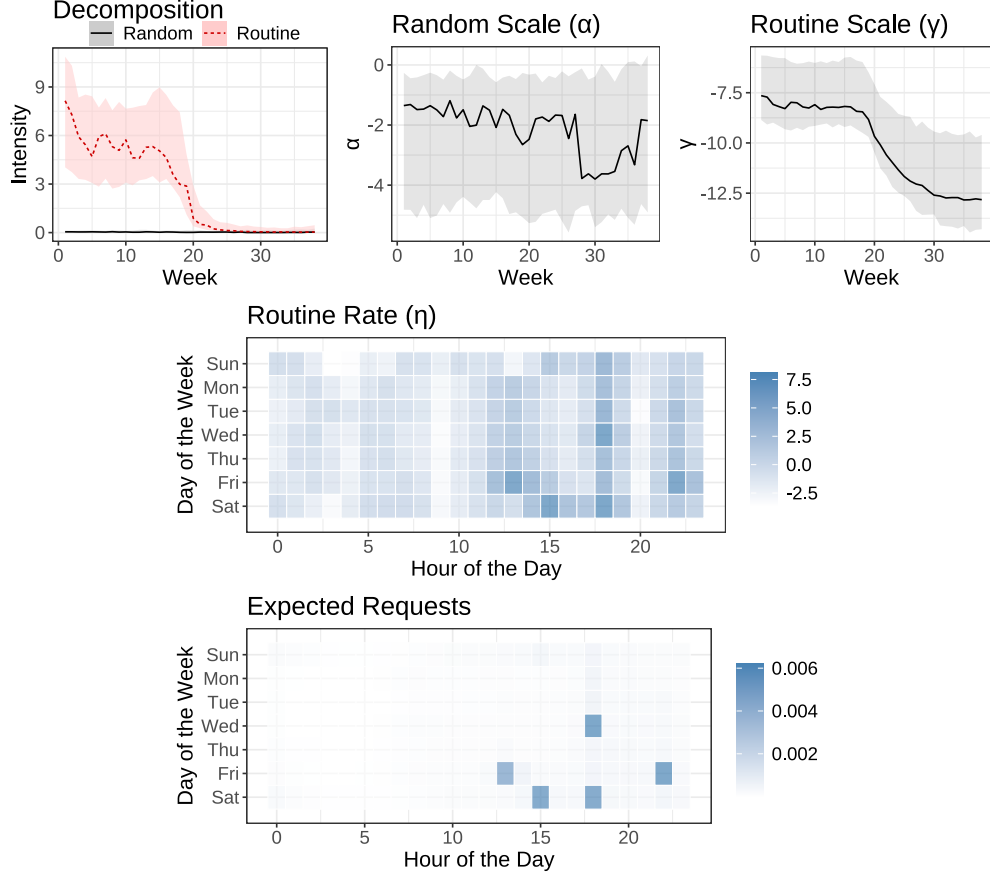 Decomposition
Random Routine
Intensity
9
6
3
0
0 10 20 30
Week
Random Scale (α)
α
0
-2
-4
0 10 20 30
Week
Routine Scale (γ)
γ
-7.5
-10.0
-12.5
0 10 20 30
Week
Routine Rate (η)
Day of the Week
Sun
Mon
Tue
Wed
Thu
Fri
Sat
0 5 10 15 20
Hour of the Day
7.5
5.0
2.5
0.0
-2.5
Expected Requests
Day of the Week
Sun
Mon
Tue
Wed
Thu
Fri
Sat
0 5 10 15 20
Hour of the Day
0.006
0.004
0.002